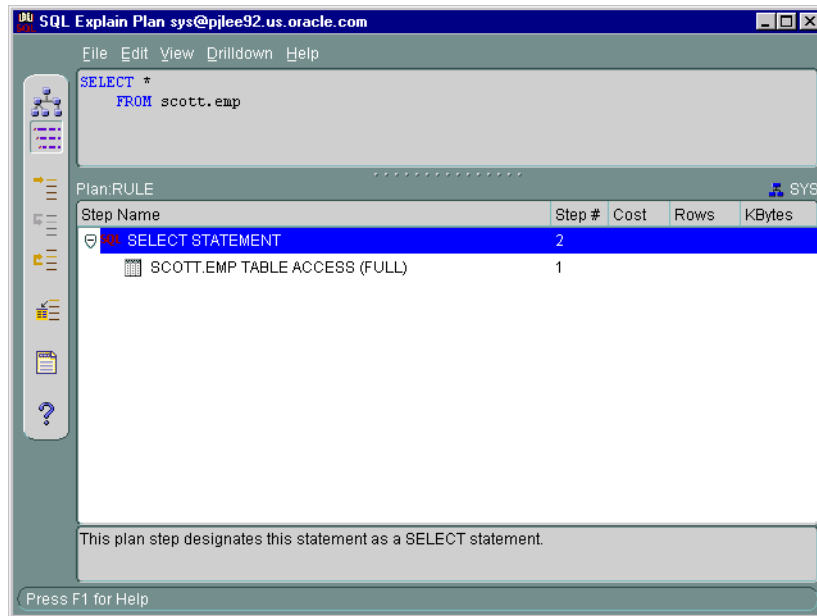 SQL Explain Plan sys@pjlee92.us.oracle.com
File Edit View Drilldown Help
SELECT *
FROM scott.emp
Plan:RULE SYS
Step Name Step # Cost Rows KBytes
SQL SELECT STATEMENT 2
SCOTT.EMP TABLE ACCESS (FULL) 1
This plan step designates this statement as a SELECT statement.
Press F1 for Help